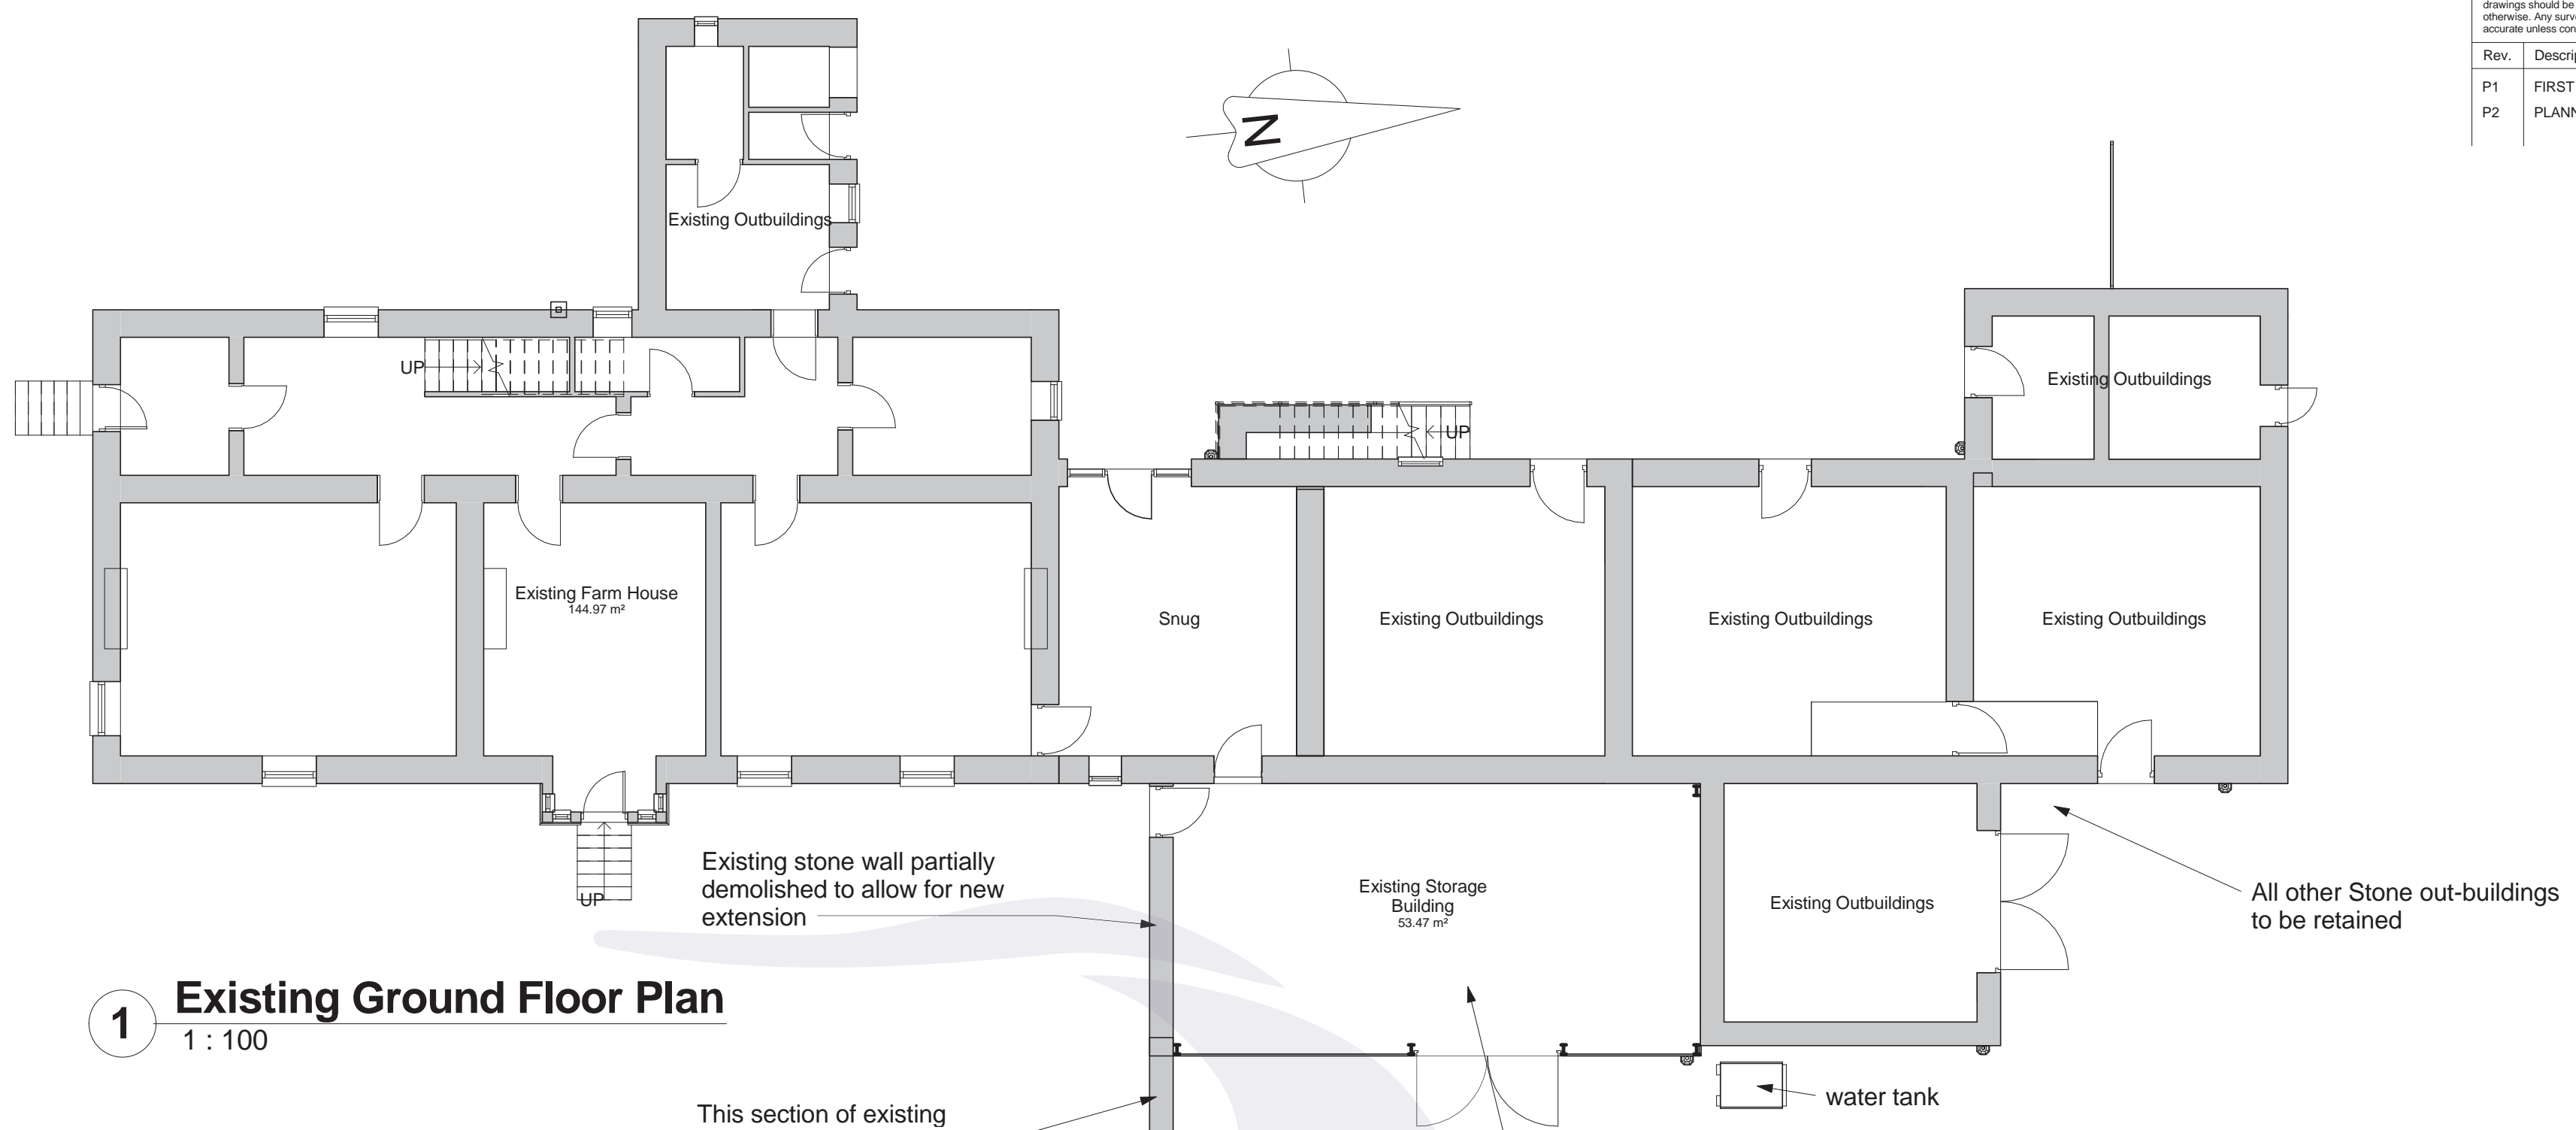 drawings should be
otherwise. Any surv
accurate unless con
Rev. Descrip
P1 FIRST
P2 PLANN
N
Existing Outbuildings
UP
UP
Existing Outbuildings
Existing Farm House
144.97 m²
Snug
Existing Outbuildings
Existing Outbuildings
Existing Outbuildings
UP
Existing stone wall partially
demolished to allow for new
extension
Existing Storage
Building
53.47 m²
Existing Outbuildings
All other Stone out-buildings
to be retained
1 Existing Ground Floor Plan
1 : 100
water tank
This section of existing